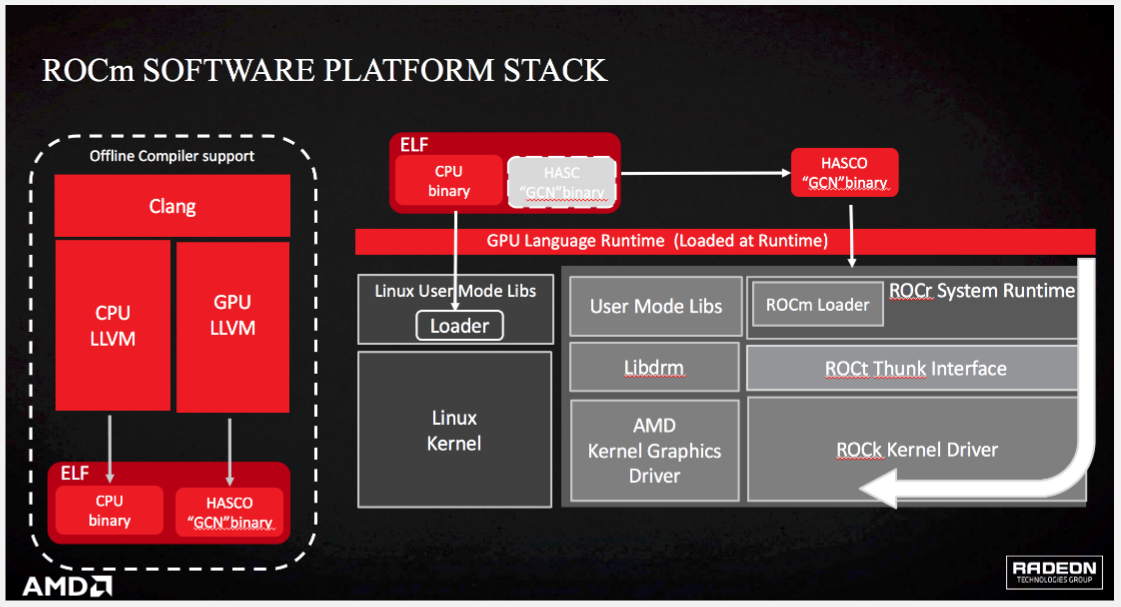 ROCm SOFTWARE PLATFORM STACK
Offline Compiler support
Clang
CPU
LLVM
GPU
LLVM
ELF
CPU
binary
HASCO
“GCN”binary
ELF
CPU
binary
HASC
“GCN”binary
HASCO
“GCN”binary
GPU Language Runtime (Loaded at Runtime)
Linux User Mode Libs
Loader
Linux
Kernel
User Mode Libs
Libdrm
AMD
Kernel Graphics
Driver
ROCm Loader
ROCr System Runtime
ROCt Thunk Interface
ROCk Kernel Driver
AMD
RADEON
TECHNOLOGIES GROUP